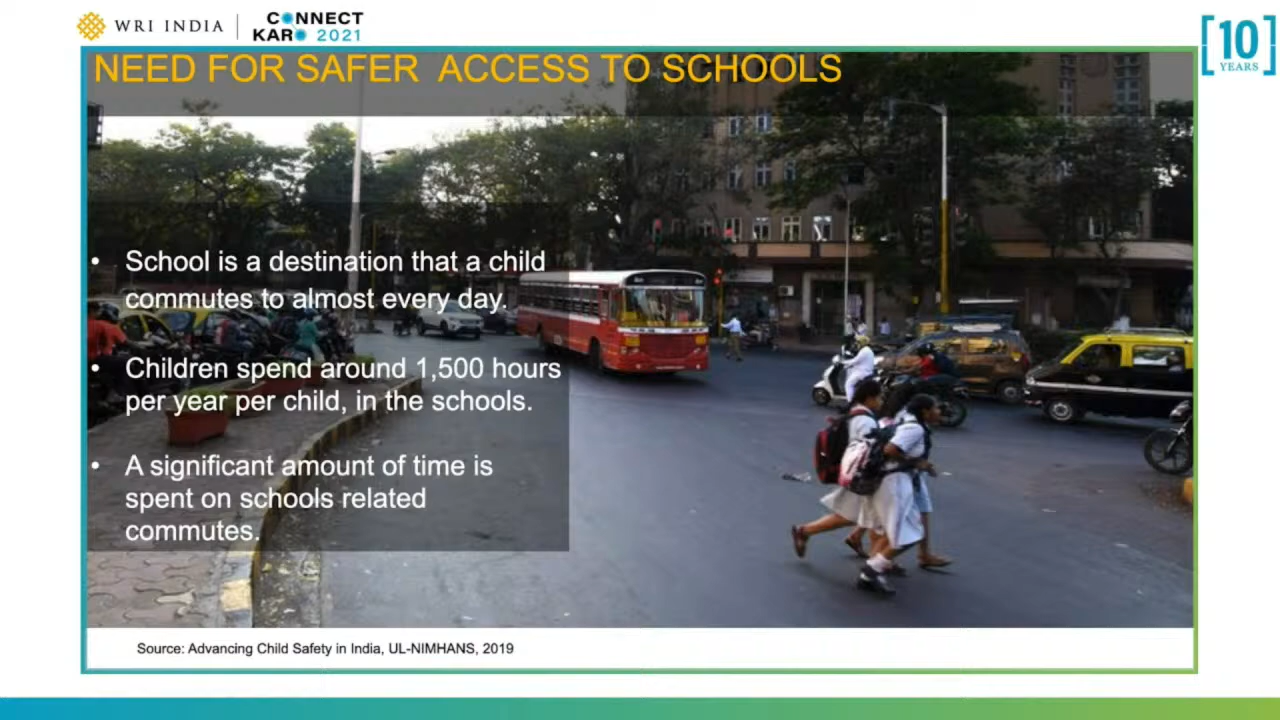 WRI INDIA
CONNECT
KARO 2021
[10]
YEARS
NEED FOR SAFER ACCESS TO SCHOOLS
• School is a destination that a child
commutes to almost every day.
• Children spend around 1,500 hours
per year per child, in the schools.
• A significant amount of time is
spent on schools related
commutes.
Source: Advancing Child Safety in India, UL-NIMHANS, 2019